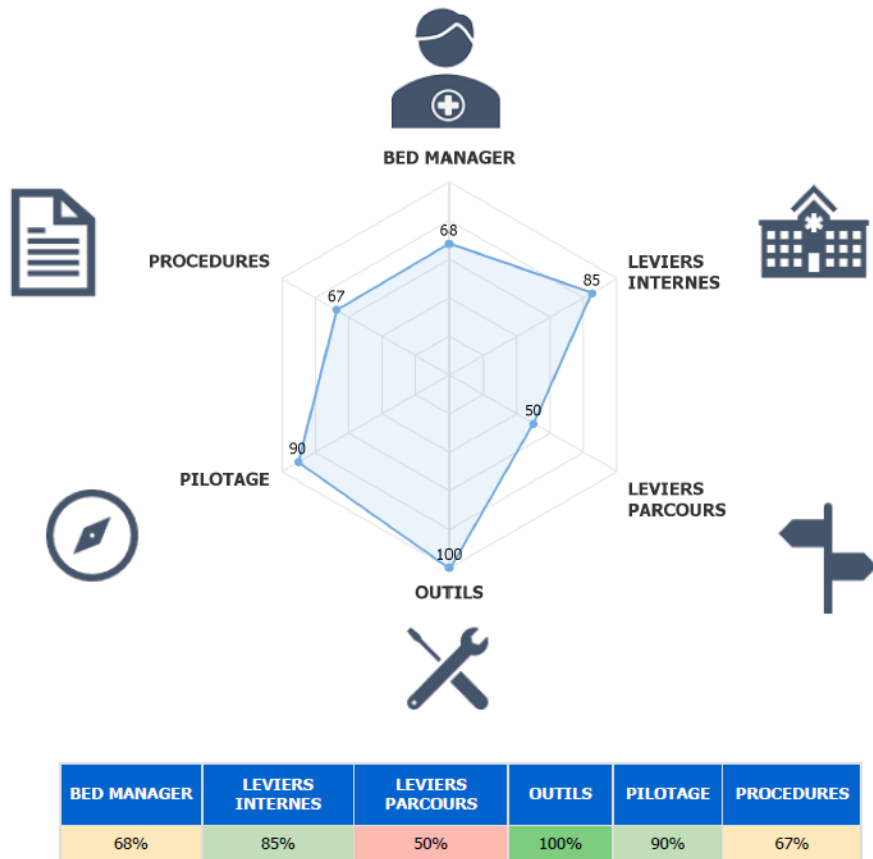 BED MANAGER
68
PROCEDURES
LEVIERS
INTERNES
85
67
50
90
PILOTAGE
LEVIERS
PARCOURS
100
OUTILS
BED MANAGER
LEVIERS
INTERNES
LEVIERS
PARCOURS
OUTILS
PILOTAGE
PROCEDURES
68%
85%
50%
100%
90%
67%